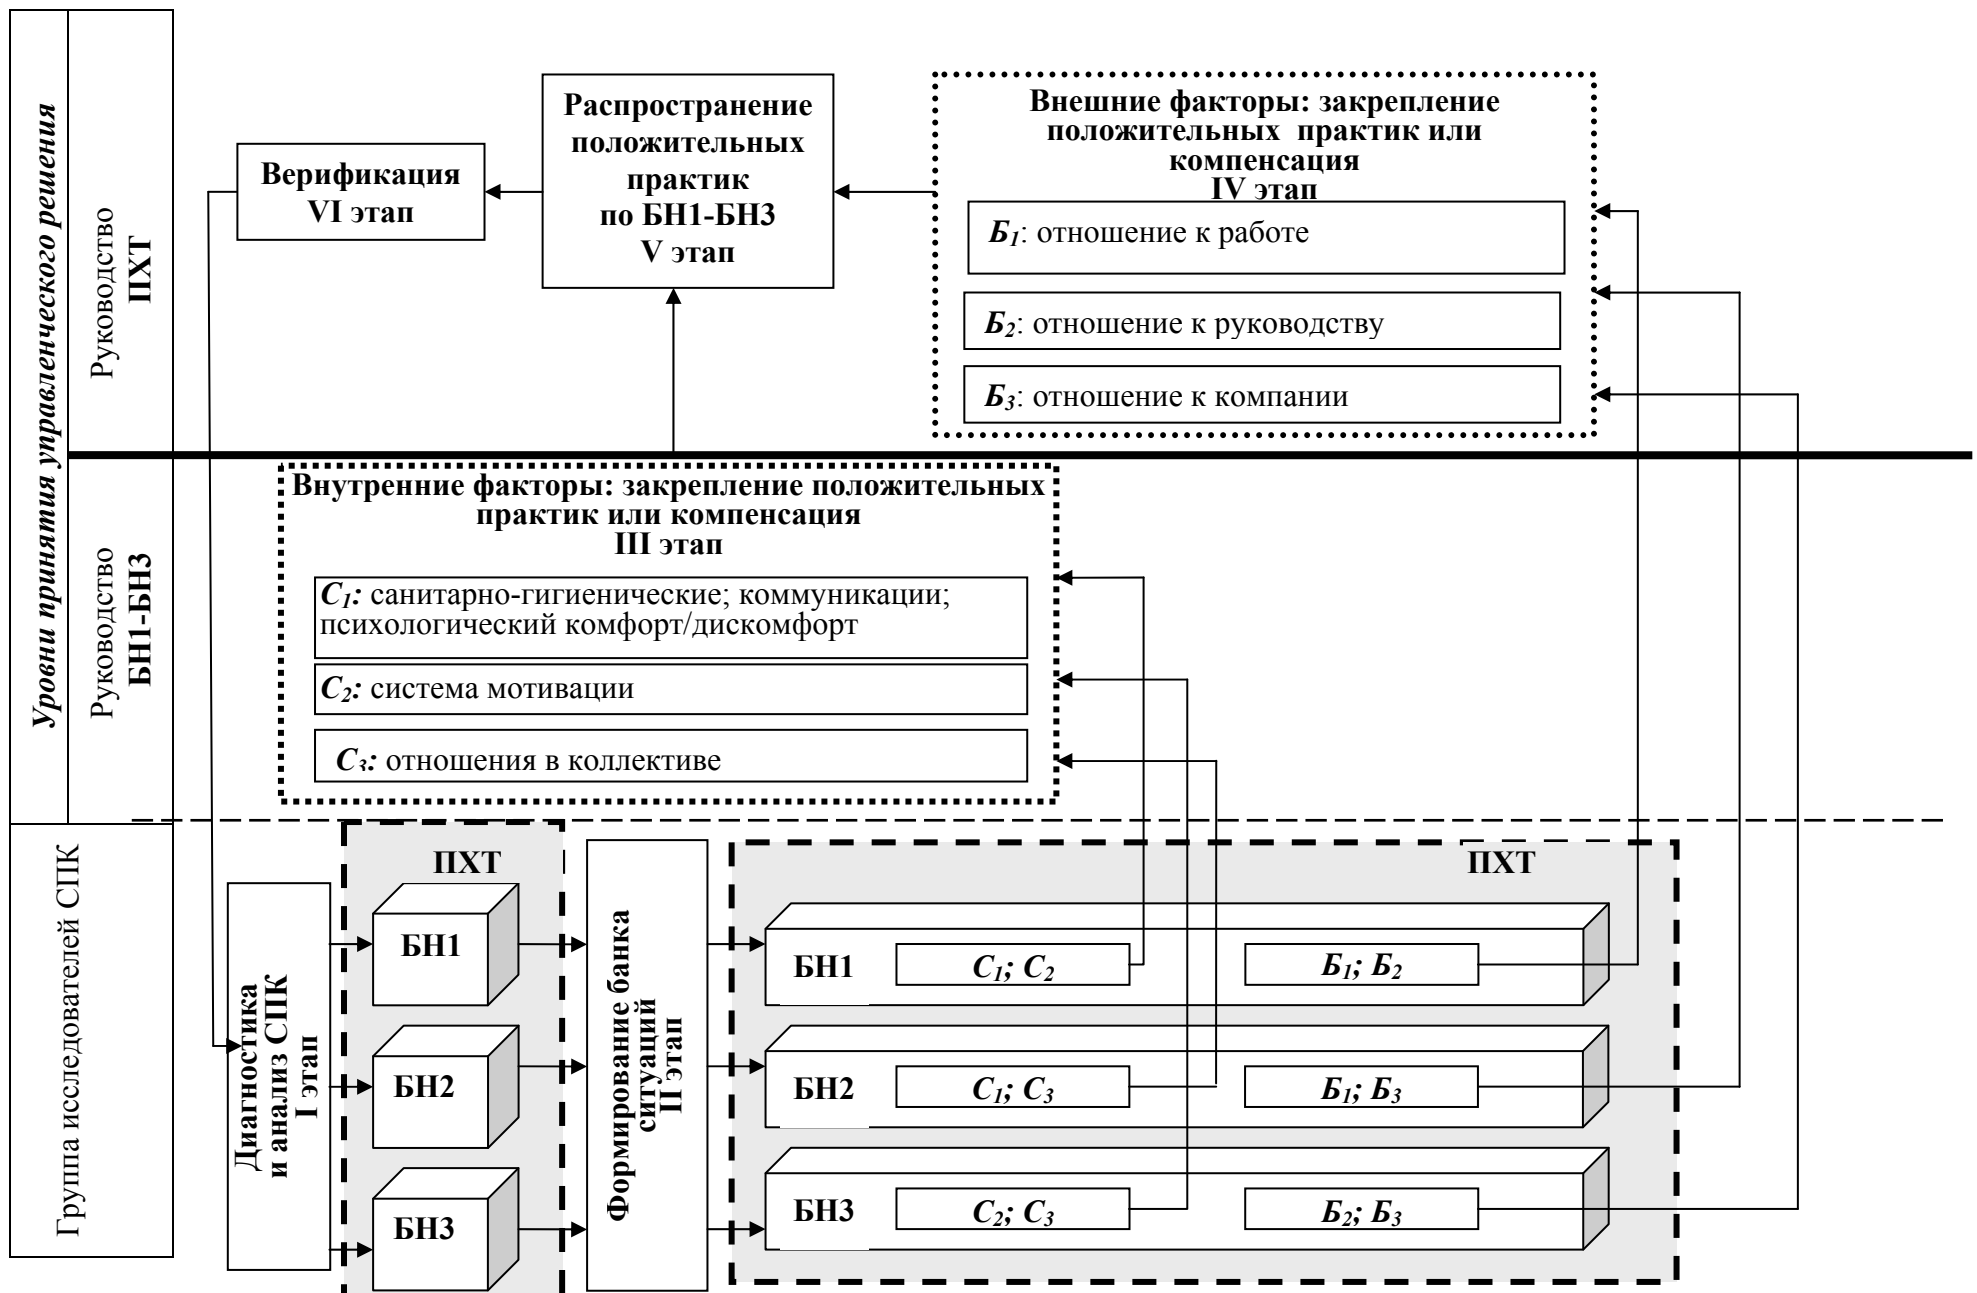 Уровни принятия управленческого решения
Руководство
ПХТ
Верификация
VI этап
Распространение
положительных
практик
по БН1-БН3
V этап
Внешние факторы: закрепление
положительных практик или
компенсация
IV этап
Б1: отношение к работе
Б2: отношение к руководству
Б3: отношение к компании
Руководство
БН1-БН3
Внутренние факторы: закрепление положительных
практик или компенсация
III этап
С1: санитарно-гигиенические; коммуникации;
психологический комфорт/дискомфорт
С2: система мотивации
С3: отношения в коллективе
Группа исследователей СПК
Диагностика
и анализ СПК
I этап
ПХТ
БН1
БН2
БН3
Формирование банка
ситуаций
II этап
ПХТ
БН1
С1; С2
Б1; Б2
БН2
С1; С3
Б1; Б3
БН3
С2; С3
Б2; Б3